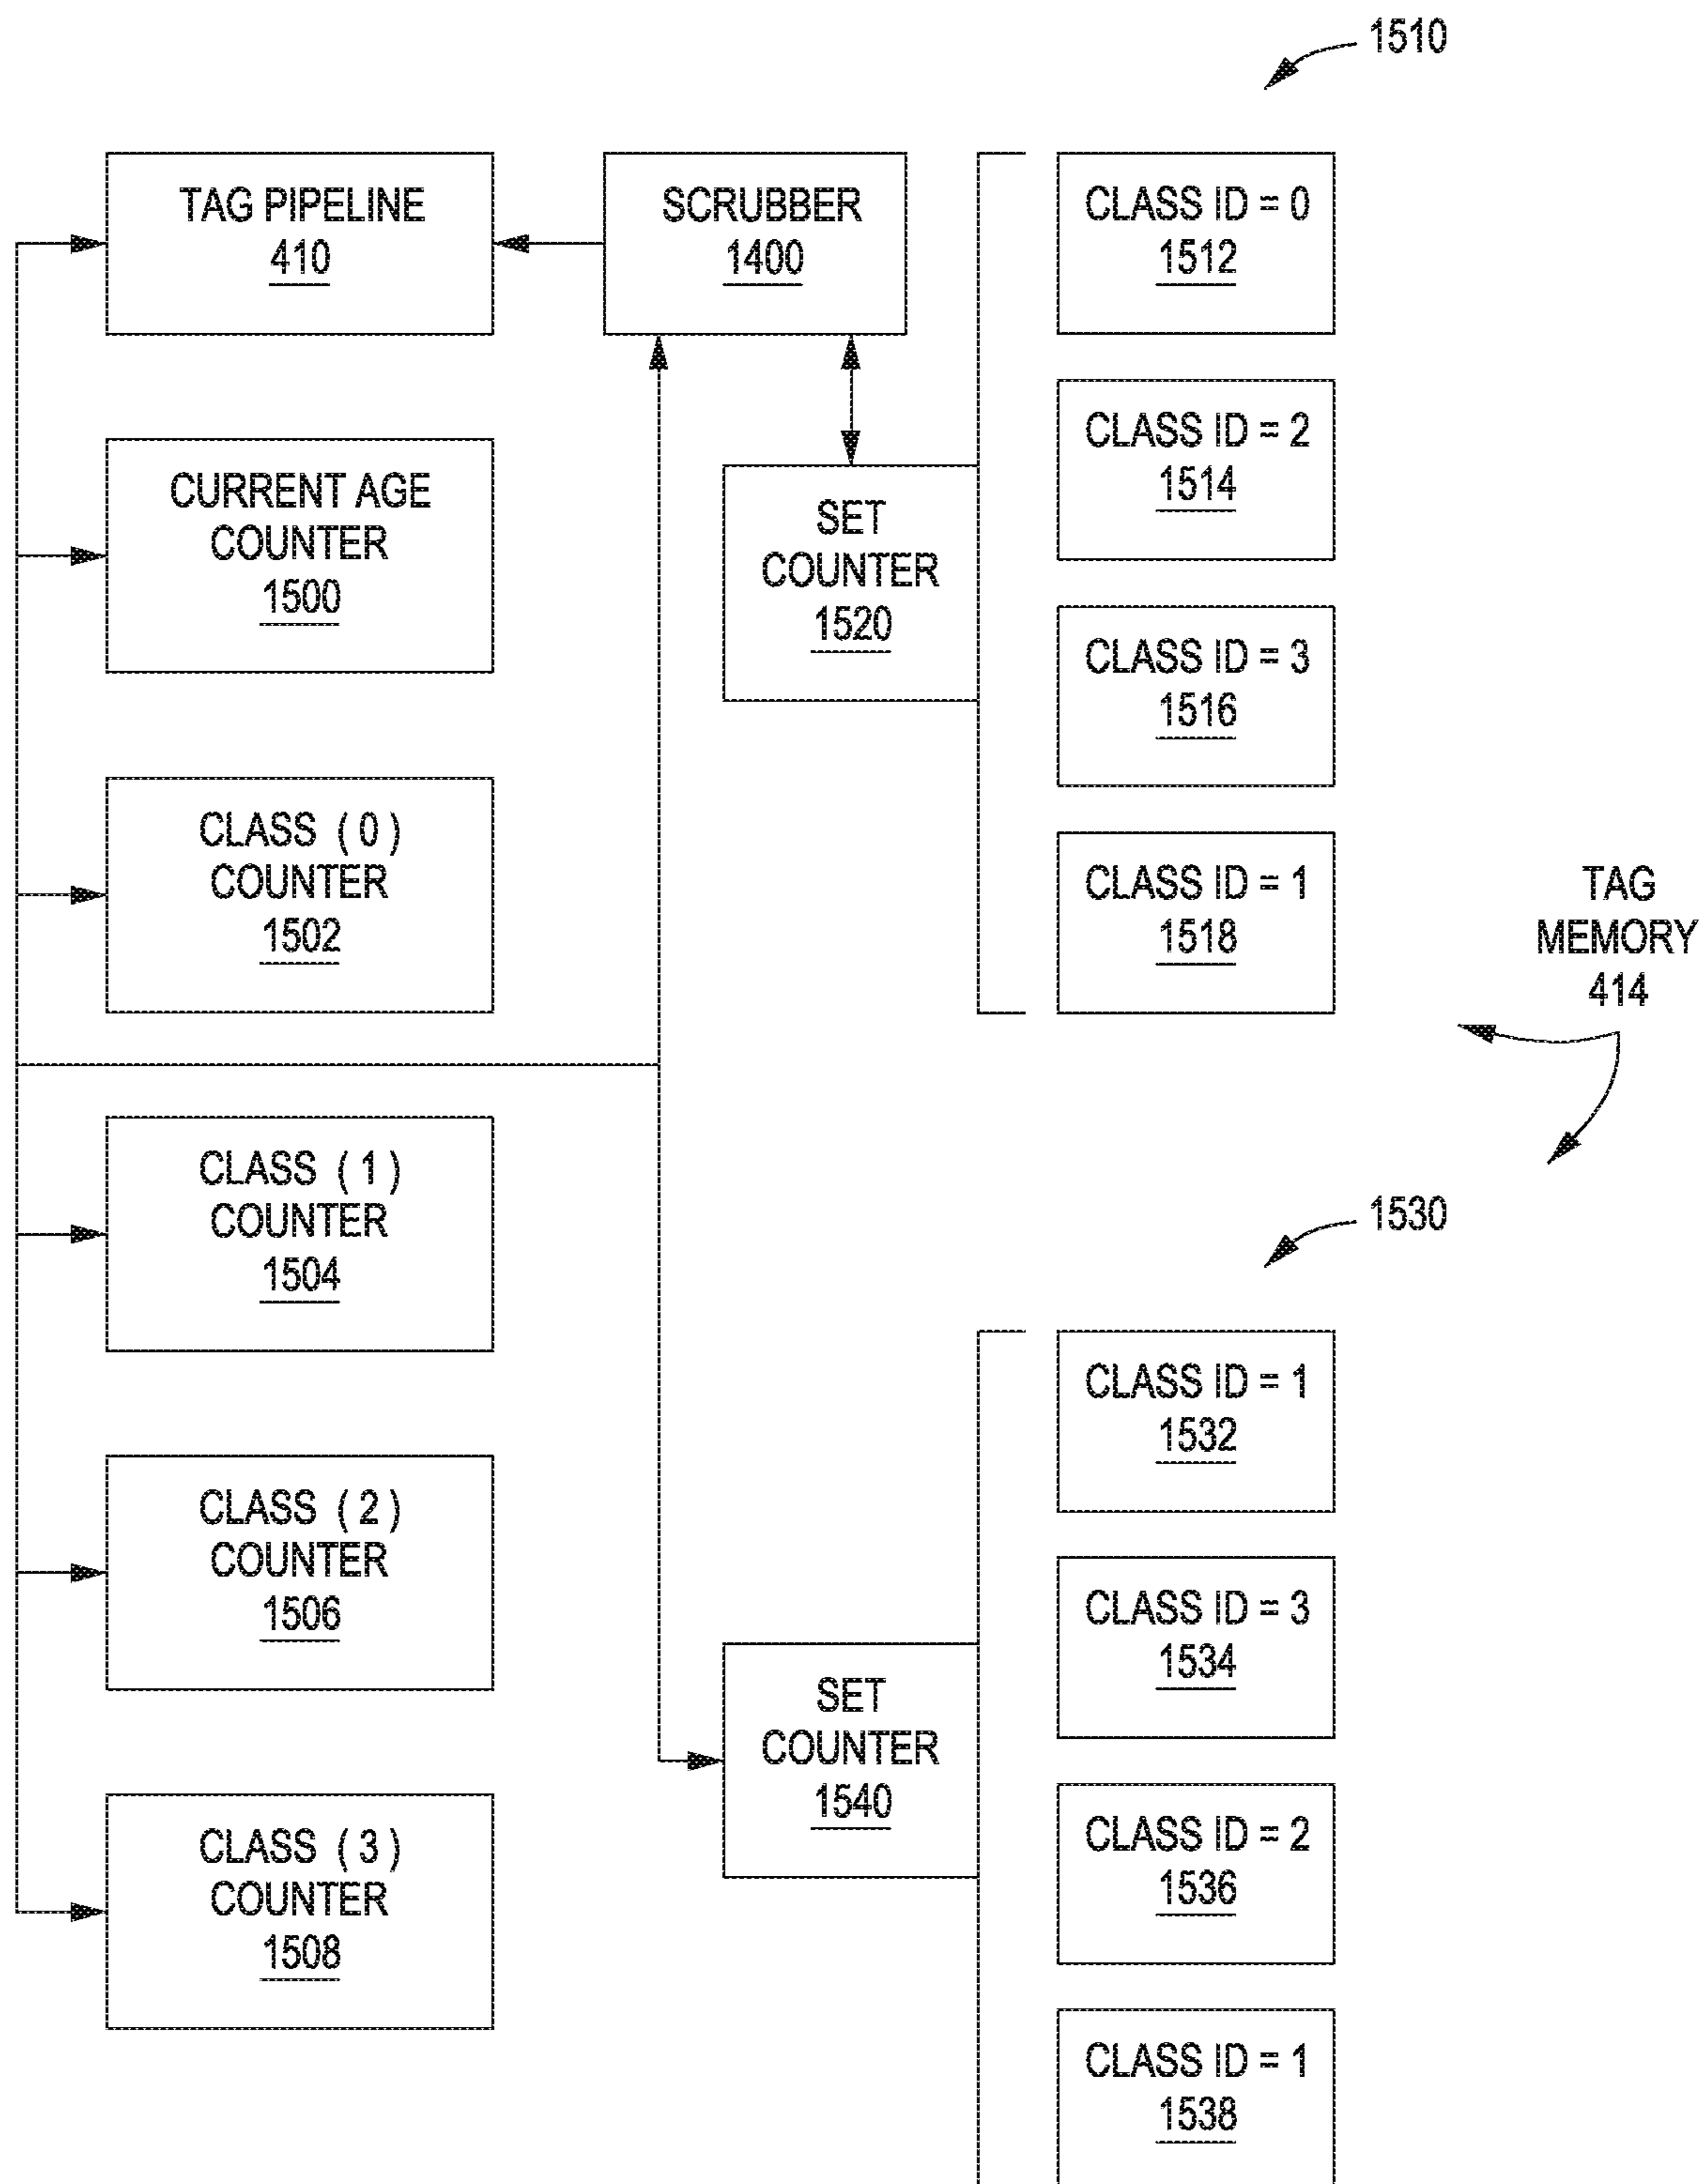 1510
TAG PIPELINE
410
SCRUBBER
1400
CLASS ID = 0
1512
CURRENT AGE
COUNTER
1500
SET
COUNTER
1520
CLASS ID = 2
1514
CLASS ID = 3
1516
CLASS ( 0 )
COUNTER
1502
CLASS ID = 1
1518
TAG
MEMORY
414
CLASS ( 1 )
COUNTER
1504
1530
CLASS ID = 1
1532
CLASS ( 2 )
COUNTER
1506
CLASS ID = 3
1534
SET
COUNTER
1540
CLASS ( 3 )
COUNTER
1508
CLASS ID = 2
1536
CLASS ID = 1
1538